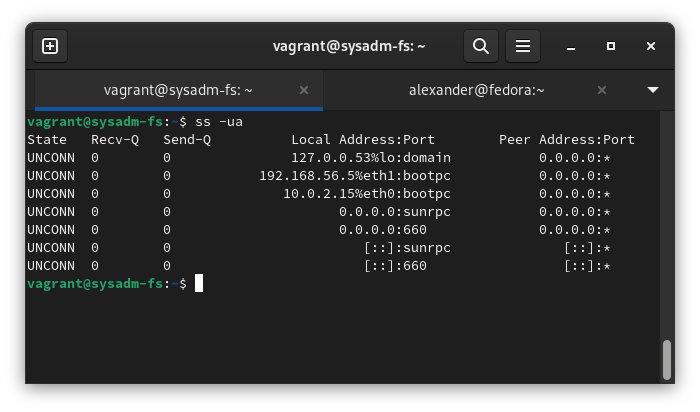 vagrant@sysadm-fs: ~
vagrant@sysadm-fs: ~ alexander@fedora:~
vagrant@sysadm-fs:~$ ss -ua
State Recv-Q Send-Q Local Address:Port Peer Address:Port
UNCONN 0 0 127.0.0.53%lo:domain 0.0.0.0:*
UNCONN 0 0 192.168.56.5%eth1:bootpc 0.0.0.0:*
UNCONN 0 0 10.0.2.15%eth0:bootpc 0.0.0.0:*
UNCONN 0 0 0.0.0.0:sunrpc 0.0.0.0:*
UNCONN 0 0 0.0.0.0:660 0.0.0.0:*
UNCONN 0 0 [::]:sunrpc [::]:*
UNCONN 0 0 [::]:660 [::]:*
vagrant@sysadm-fs:~$